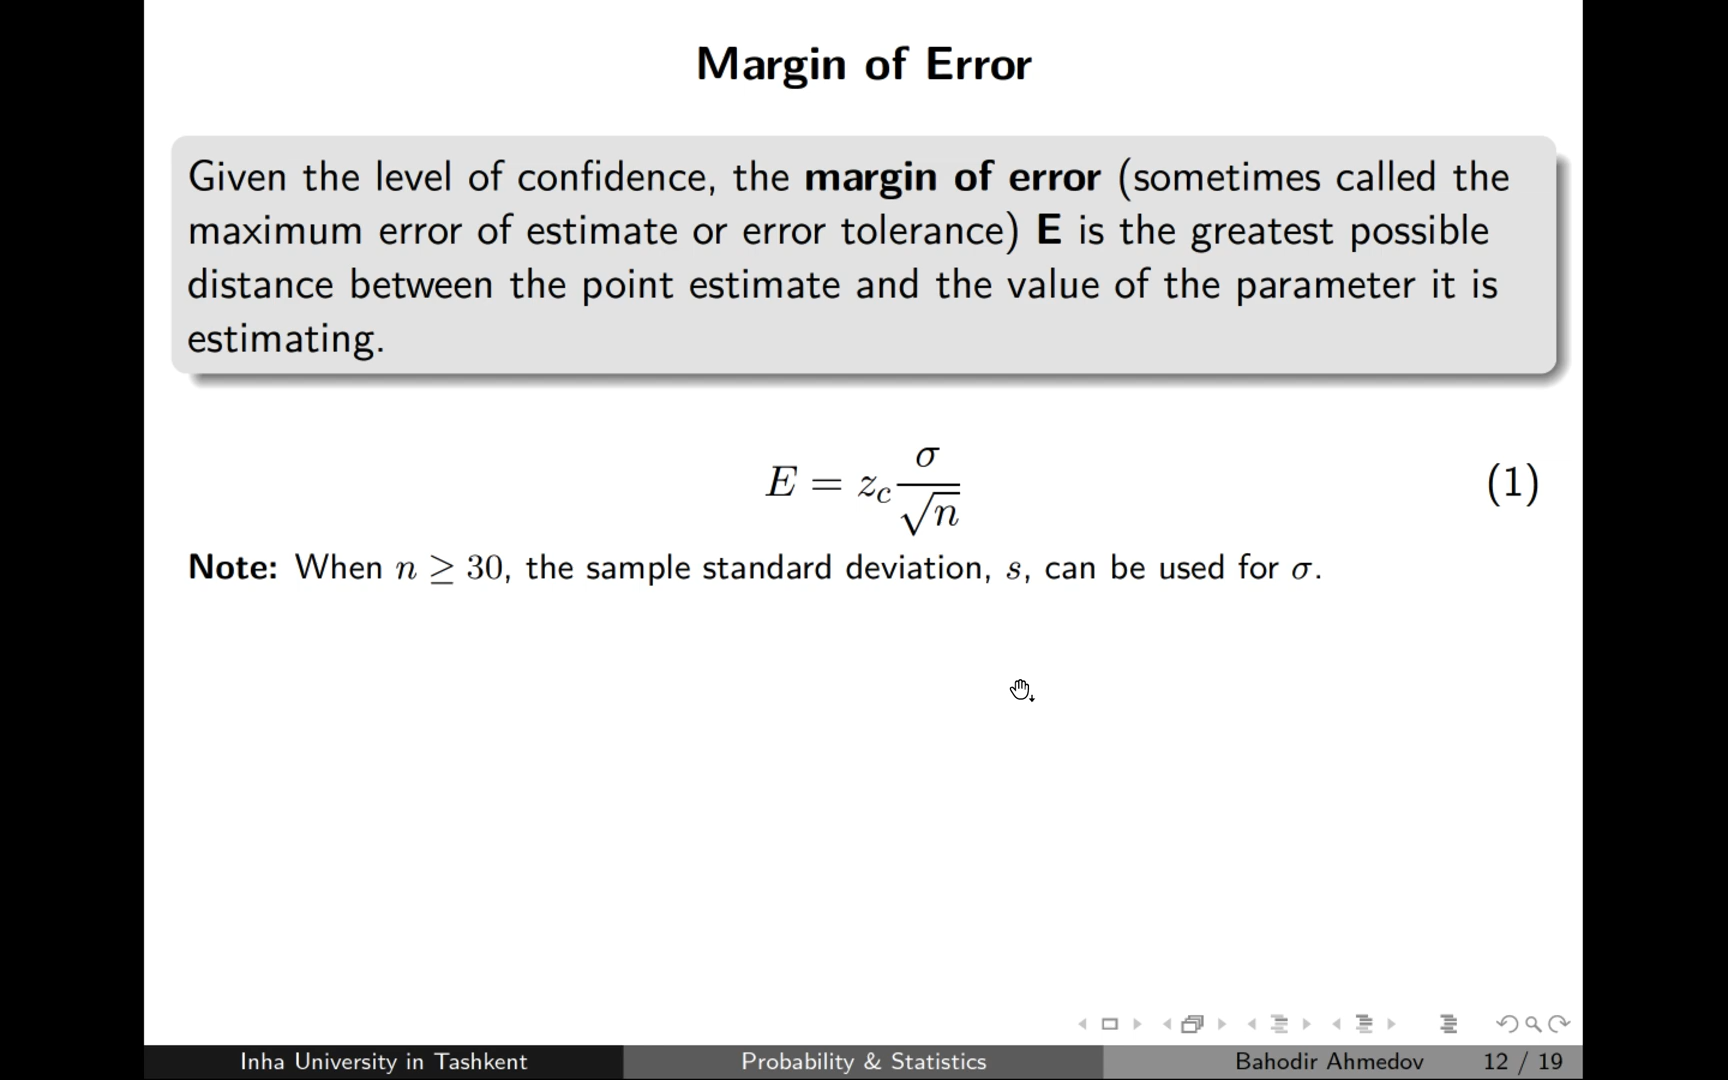 Margin of Error
Given the level of confidence, the margin of error (sometimes called the
maximum error of estimate or error tolerance) E is the greatest possible
distance between the point estimate and the value of the parameter it is
estimating.
E = z_c σ/√n (1)
Note: When n ≥ 30, the sample standard deviation, s, can be used for σ.
Inha University in Tashkent Probability & Statistics Bahodir Ahmedov 12 / 19